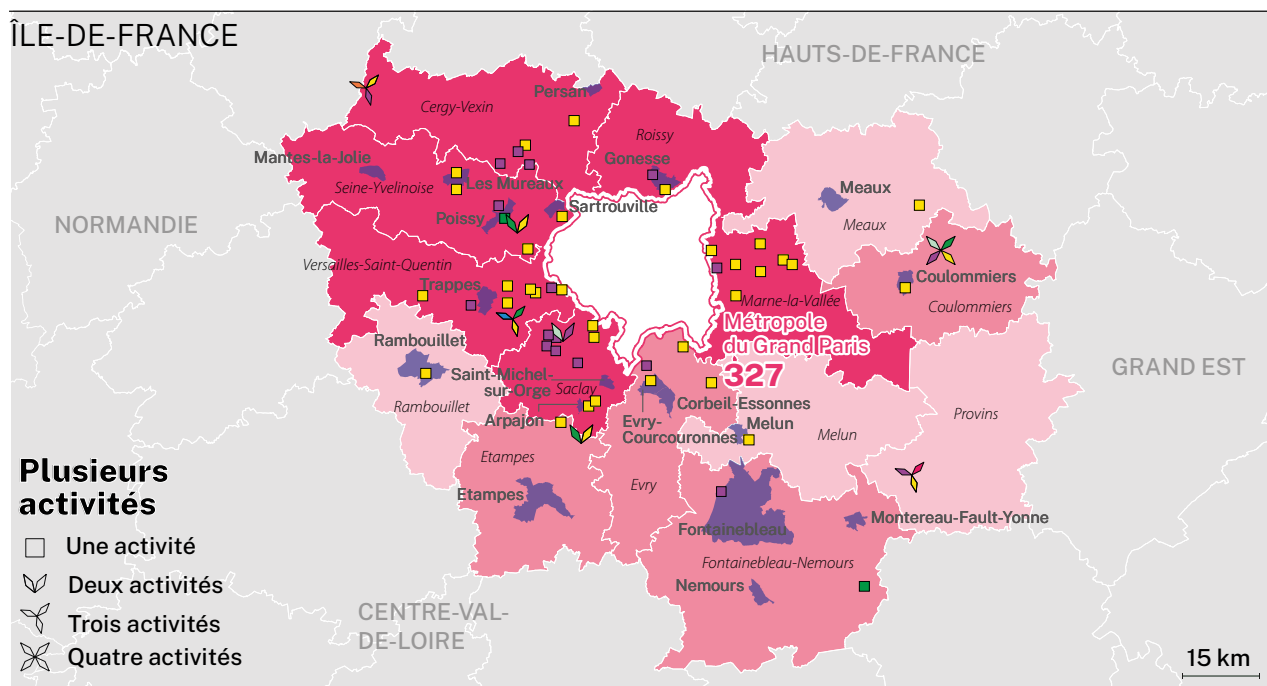 ÎLE-DE-FRANCE
HAUTS-DE-FRANCE
Persan
Cergy-Vexin
Roissy
Mantes-la-Jolie
Gonesse
Seine-Yvelinoise
Les Mureaux
Meaux
Sartrouville
Poissy
Meaux
NORMANDIE
Versailles-Saint-Quentin
Trappes
Coulommiers
Marne-la-Vallée
Coulommiers
Métropole
du Grand Paris
327
Rambouillet
GRAND EST
Saint-Michel-
sur-Orge
Saclay
Rambouillet
Corbeil-Essonnes
Provins
Arpajon
Evry-
Courcouronnes
Melun
Melun
Etampes
Evry
Etampes
Plusieurs
activités
Fontainebleau
Montereau-Fault-Yonne
Une activité
Fontainebleau-Nemours
Deux activités
Nemours
CENTRE-VAL-
DE-LOIRE
Trois activités
Quatre activités
15 km